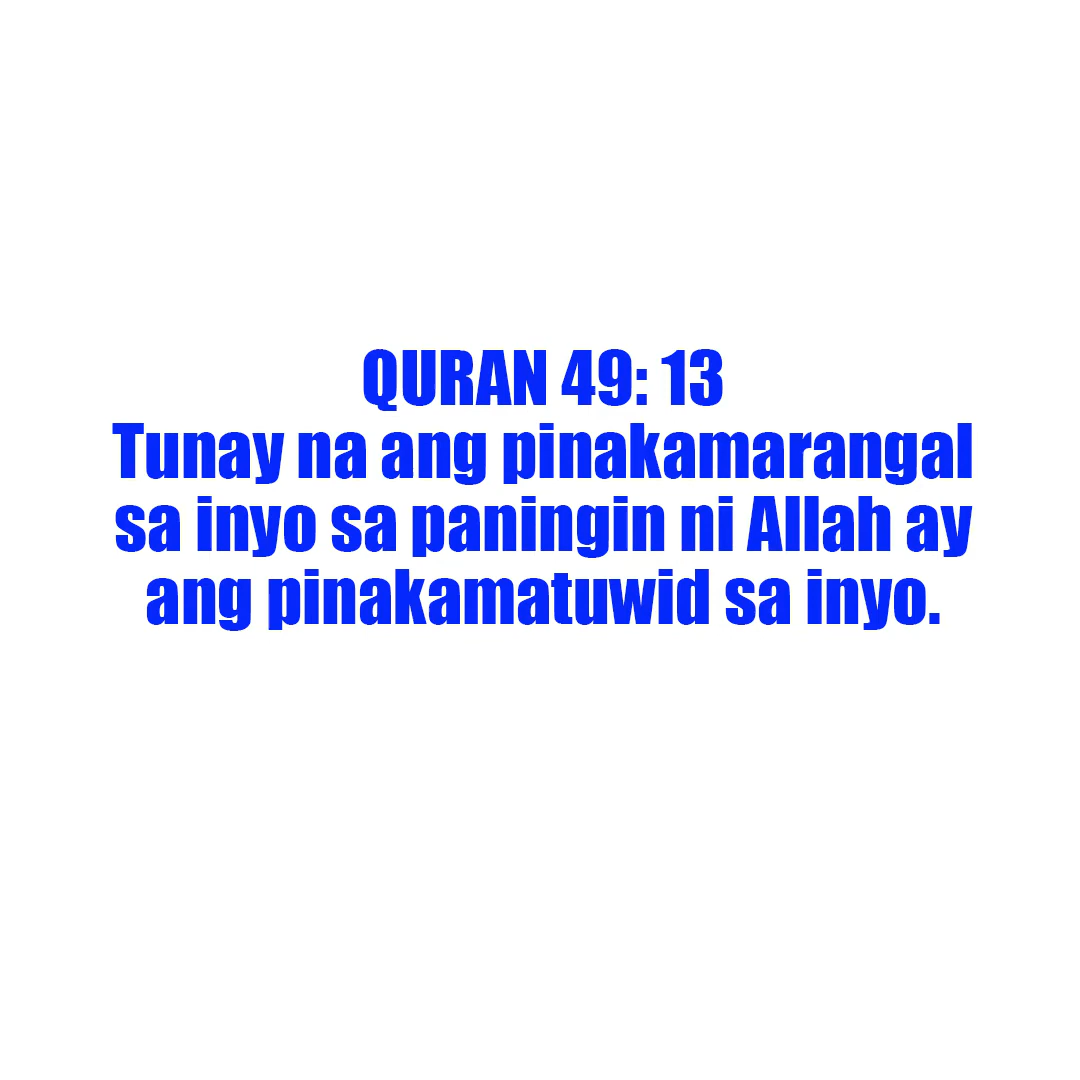 QURAN 49: 13
Tunay na ang pinakamarangal
sa inyo sa paningin ni Allah ay
ang pinakamatuwid sa inyo.